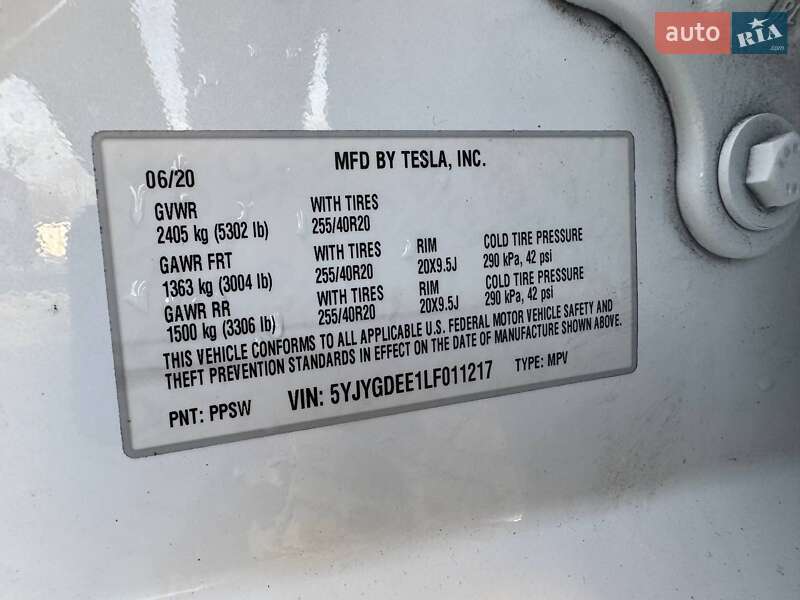 auto RIA.com
MFD BY TESLA, INC.
06/20
GVWR WITH TIRES
2405 kg (5302 lb) 255/40R20
GAWR FRT WITH TIRES RIM COLD TIRE PRESSURE
1363 kg (3004 lb) 255/40R20 20X9.5J 290 kPa, 42 psi
GAWR RR WITH TIRES RIM COLD TIRE PRESSURE
1500 kg (3306 lb) 255/40R20 20X9.5J 290 kPa, 42 psi
THIS VEHICLE CONFORMS TO ALL APPLICABLE U.S. FEDERAL MOTOR VEHICLE SAFETY AND
THEFT PREVENTION STANDARDS IN EFFECT ON THE DATE OF MANUFACTURE SHOWN ABOVE.
PNT: PPSW VIN: 5YJYGDEE1LF011217 TYPE: MPV